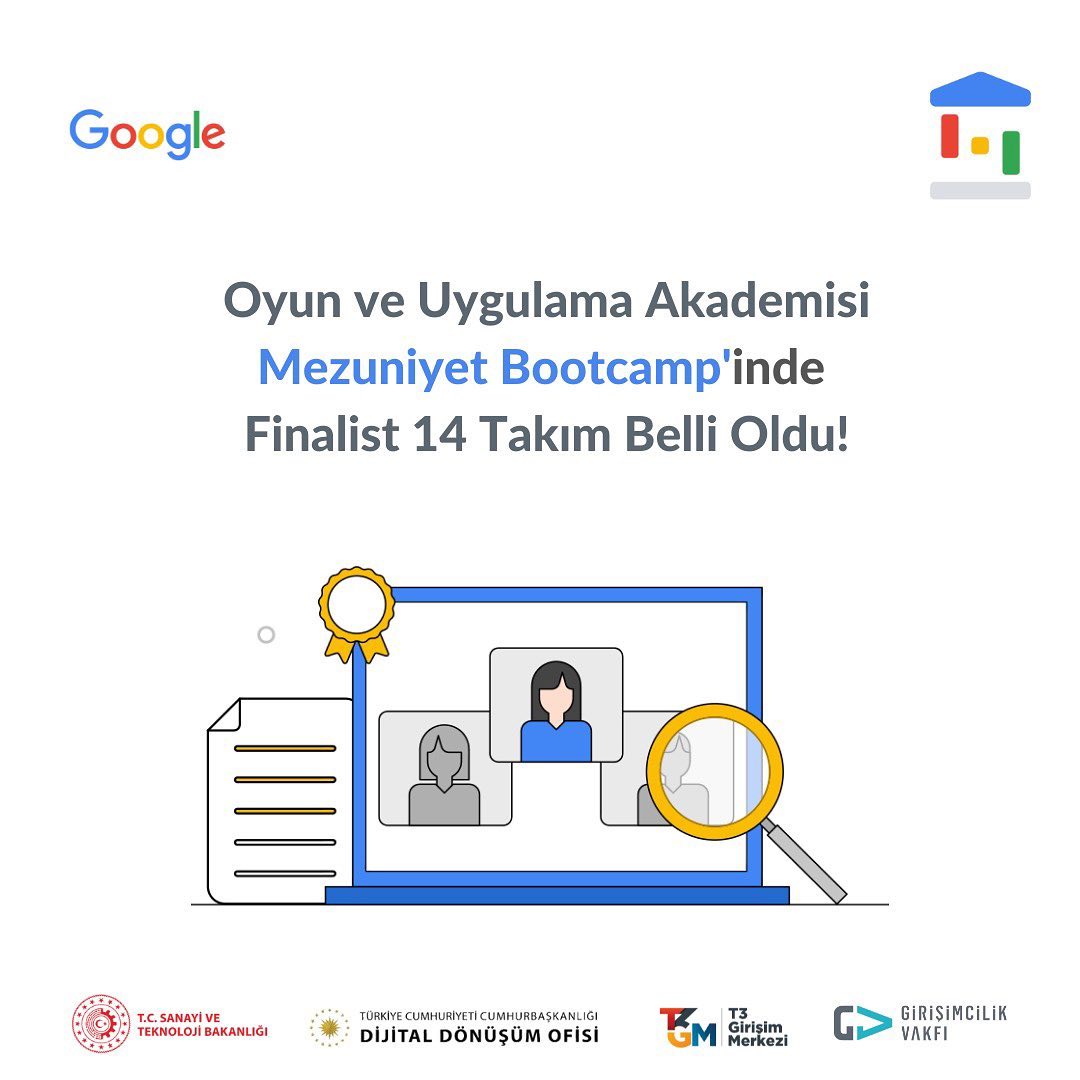 Google
Oyun ve Uygulama Akademisi
Mezuniyet Bootcamp'inde
Finalist 14 Takım Belli Oldu!
T.C. SANAYİ VE
TEKNOLOJİ BAKANLIĞI
TÜRKİYE CUMHURİYETİ CUMHURBAŞKANLIĞI
DİJİTAL DÖNÜŞÜM OFİSİ
T3GM
T3
Girişim
Merkezi
GİRİŞİMCİLİK
VAKFI